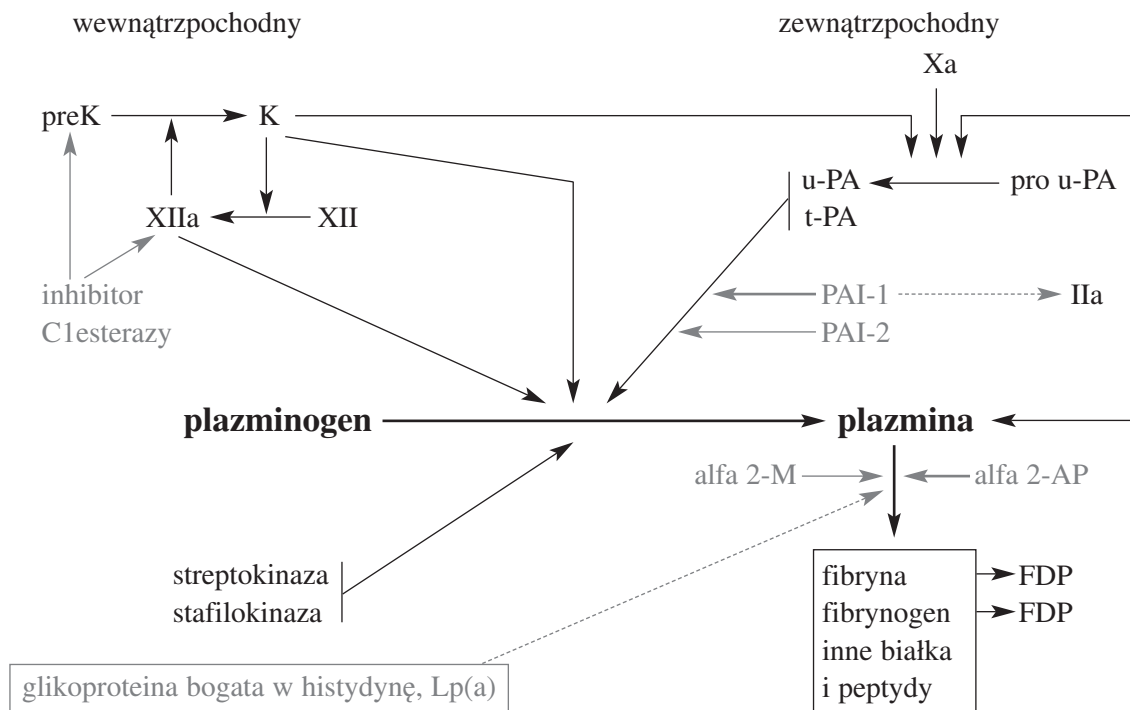 wewnątrzpochodny
zewnątrzpochodny
Xa
preK
K
u-PA
pro u-PA
t-PA
XIIa
XII
inhibitor
C1esterazy
PAI-1
IIa
PAI-2
plazminogen
plazmina
alfa 2-M
alfa 2-AP
streptokinaza
stafilokinaza
fibryna
FDP
fibrynogen
FDP
inne białka
i peptydy
glikoproteina bogata w histydynę, Lp(a)